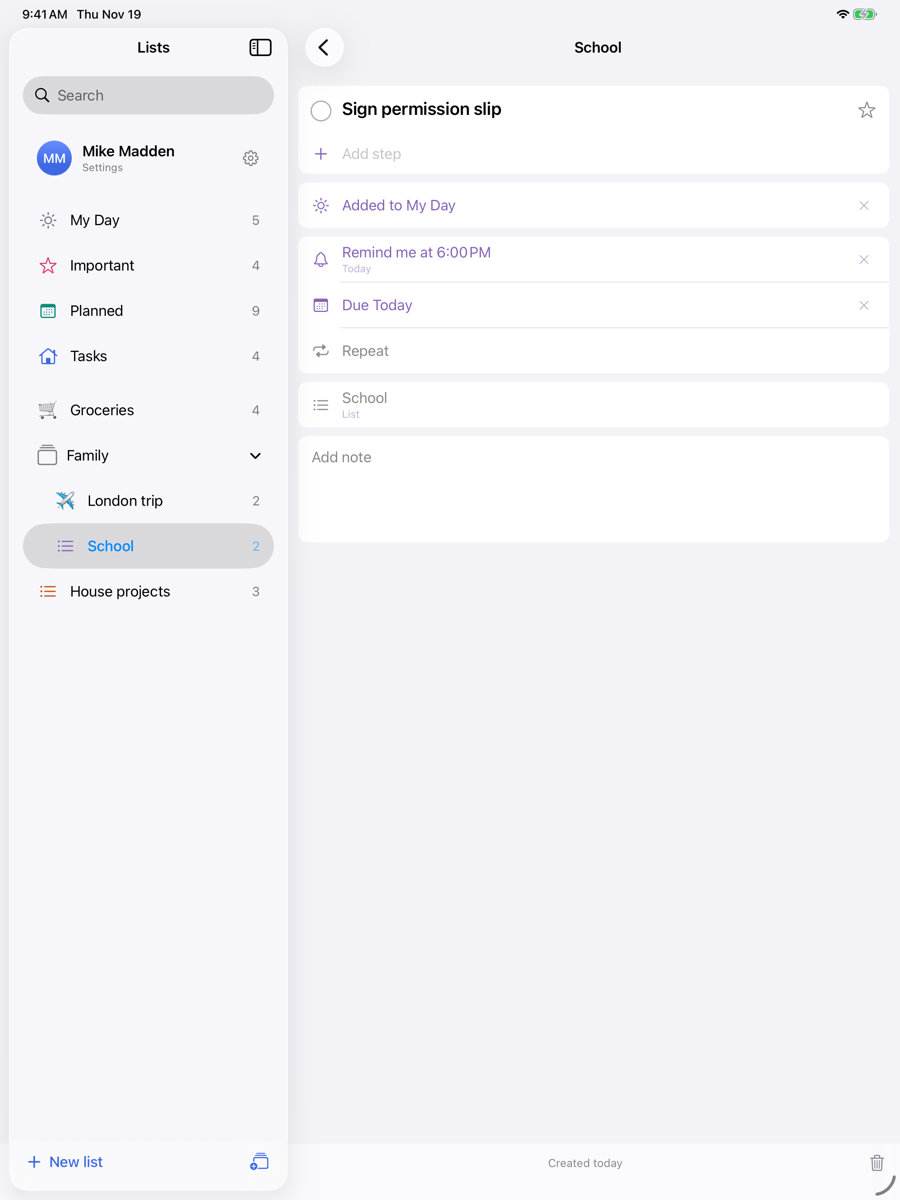 9:41 AM Thu Nov 19
Lists
Search
MM
Mike Madden
Settings
My Day 5
Important 4
Planned 9
Tasks 4
Groceries 4
Family
London trip 2
School 2
House projects 3
New list
School
Sign permission slip
Add step
Added to My Day
Remind me at 6:00 PM
Today
Due Today
Repeat
School
List
Add note
Created today